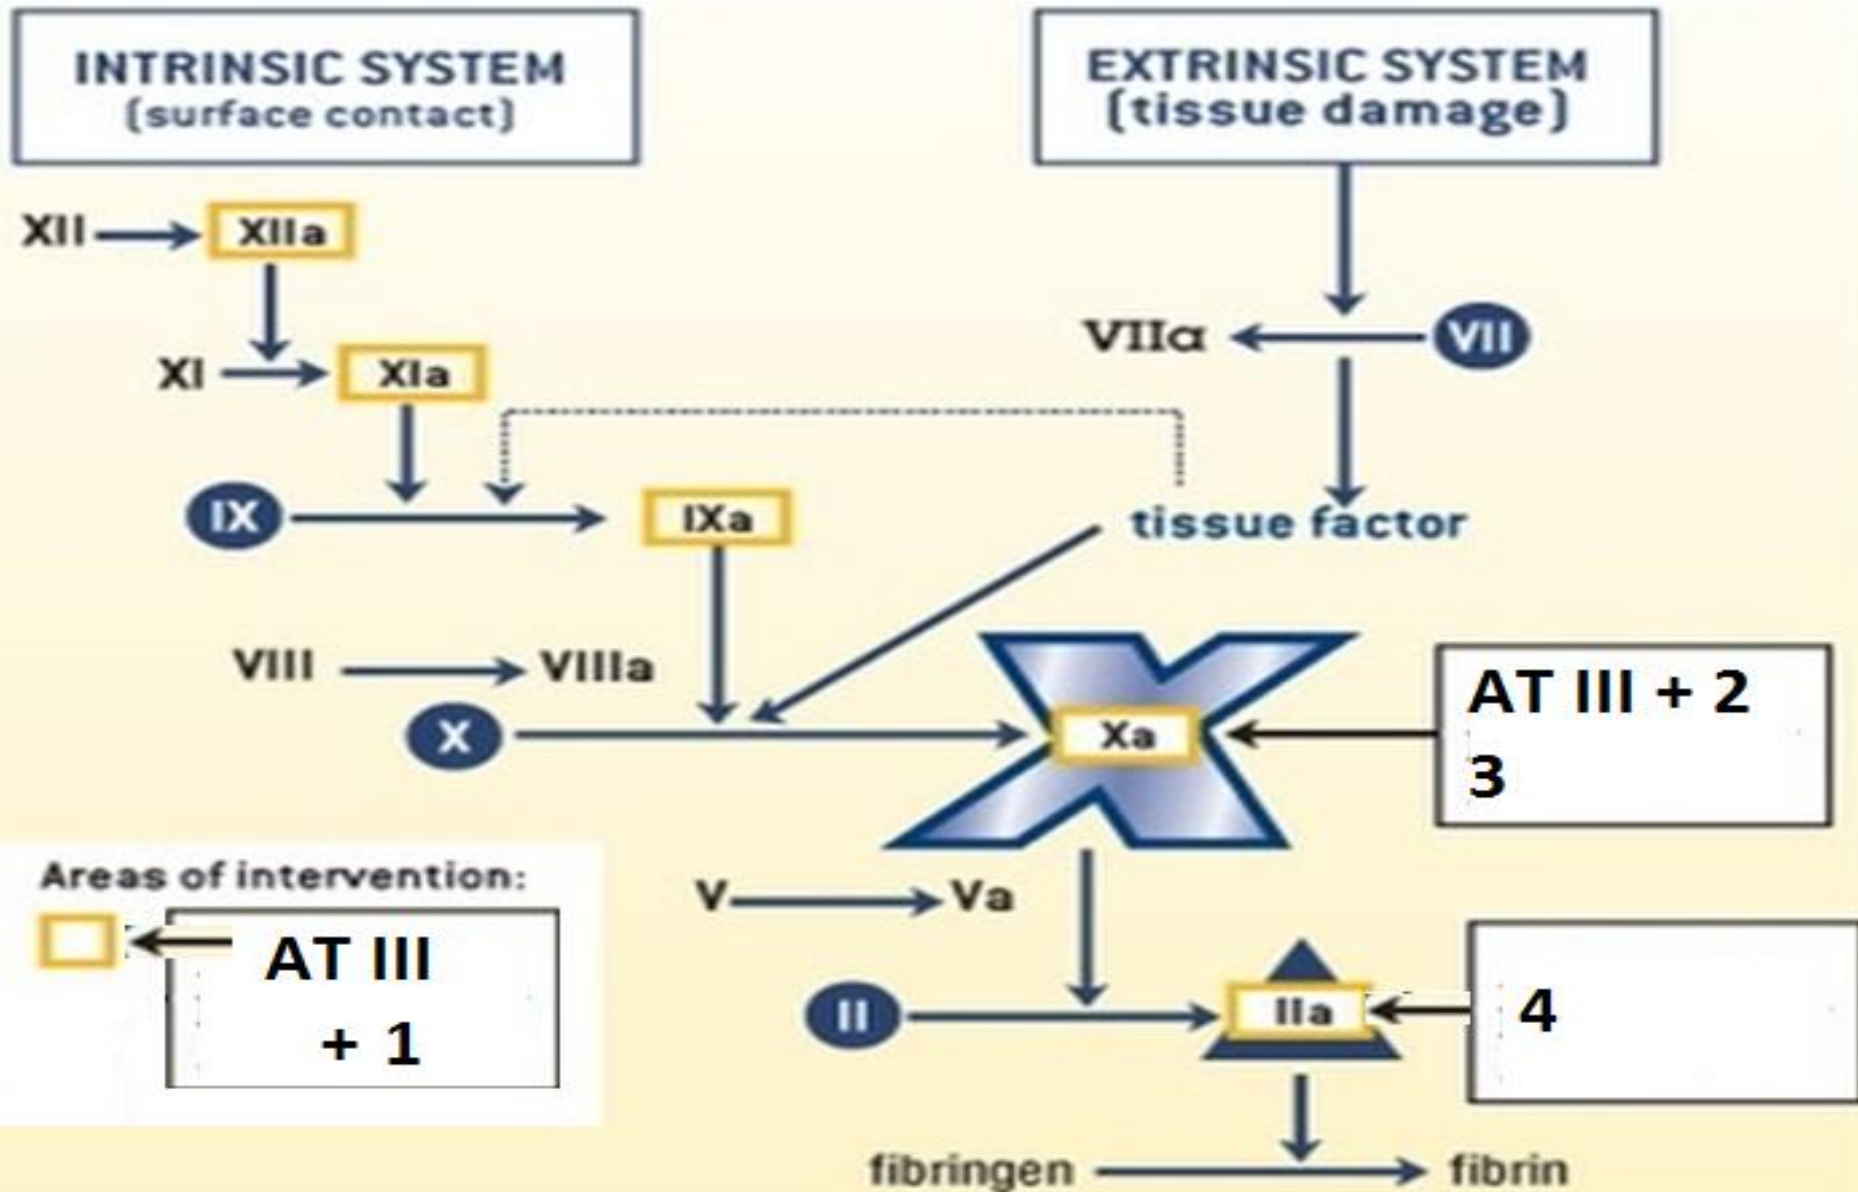 INTRINSIC SYSTEM
(surface contact)
EXTRINSIC SYSTEM
(tissue damage)
XII
XIIa
VIIα
VII
XI
XIa
IX
IXa
tissue factor
VIII
VIIIa
X
Xa
AT III + 2
3
Areas of intervention:
AT III
+ 1
V
Va
II
IIa
4
fibringen
fibrin